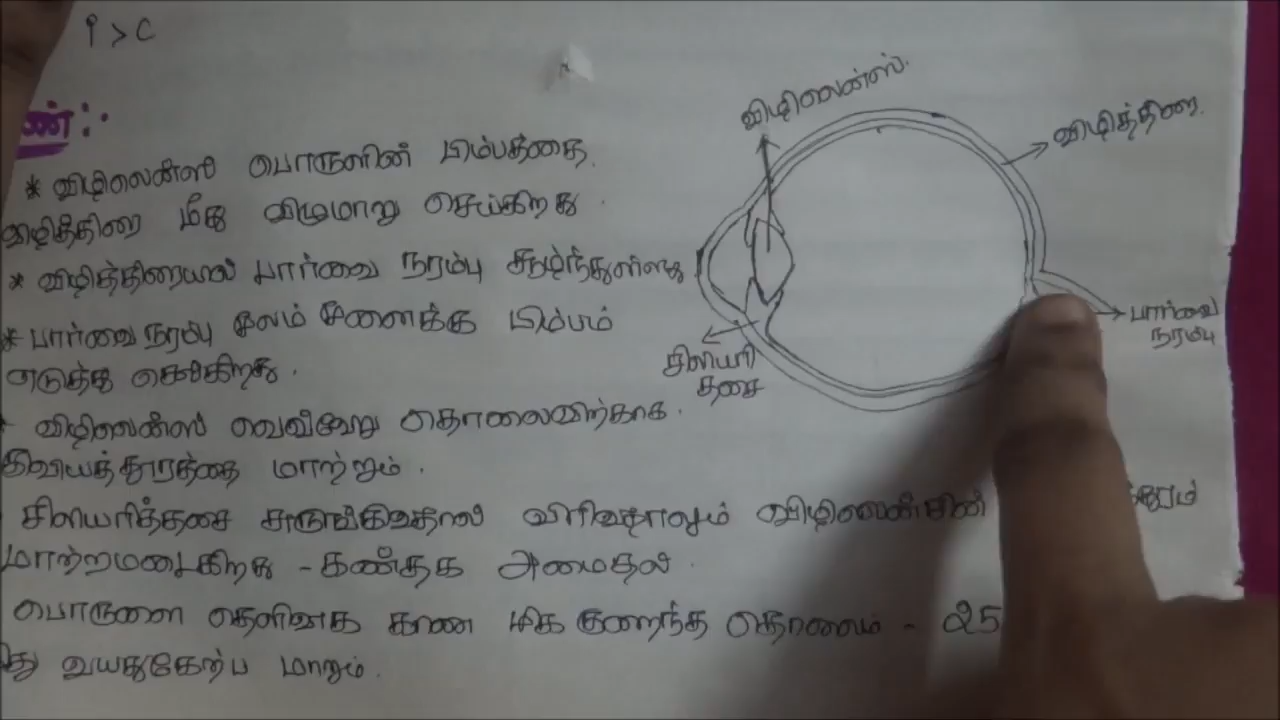 i > c
ண் :-
* விழிலென்ஸ் பொருளின் பிம்பத்தை
விழித்திரை மீது விழுமாறு செய்கிறது.
* விழித்திரையில் பார்வை நரம்பு சூழ்ந்துள்ளது
* பார்வை நரம்பு மூலம் மூளைக்கு பிம்பம்
எடுத்து செல்கிறது.
விழிலென்ஸ் வெவ்வேறு தொலைவிற்காக
குவியத்தூரத்தை மாற்றும்.
சிலியரித்தசை சுருங்கிவதால் விரிவதாலும் விழிலென்சின்
மாற்றமடைகிறது - கண்தக அமைதல்.
பொருளை தெளிவாக காண மிக குறைந்த தொலைவு - 25
து வயதுகேற்ப மாறும்.
விழிலென்ஸ்
விழித்திரை
பார்வை
நரம்பு
சிலியரி
தசை